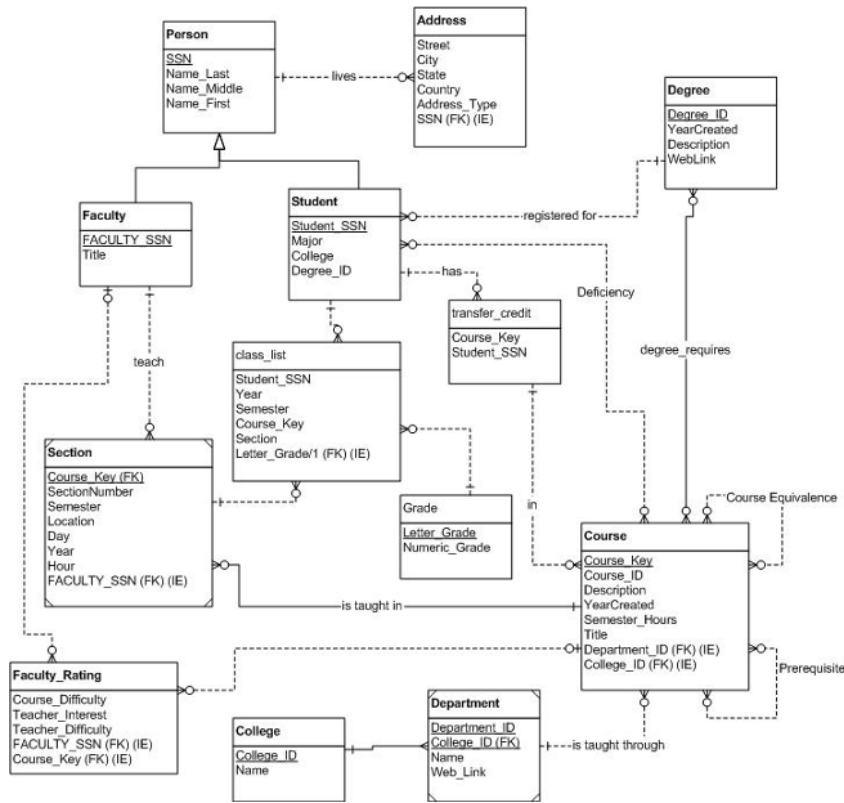 Person
SSN
Name_Last
Name_Middle
Name_First
lives
Address
Street
City
State
Country
Address_Type
SSN (FK) (IE)
Degree
Degree_ID
YearCreated
Description
WebLink
Faculty
FACULTY_SSN
Title
Student
Student_SSN
Major
College
Degree_ID
registered for
has
Deficiency
transfer_credit
Course_Key
Student_SSN
degree_requires
teach
class_list
Student_SSN
Year
Semester
Course_Key
Section
Letter_Grade/1 (FK) (IE)
Section
Course_Key (FK)
SectionNumber
Semester
Location
Day
Year
Hour
FACULTY_SSN (FK) (IE)
Grade
Letter_Grade
Numeric_Grade
in
Course Equivalence
Course
Course_Key
Course_ID
Description
YearCreated
Semester_Hours
Title
Department_ID (FK) (IE)
College_ID (FK) (IE)
is taught in
Prerequisite
Faculty_Rating
Course_Difficulty
Teacher_Interest
Teacher_Difficulty
FACULTY_SSN (FK) (IE)
Course_Key (FK) (IE)
College
College_ID
Name
Department
Department_ID
College_ID (FK)
Name
Web_Link
is taught through